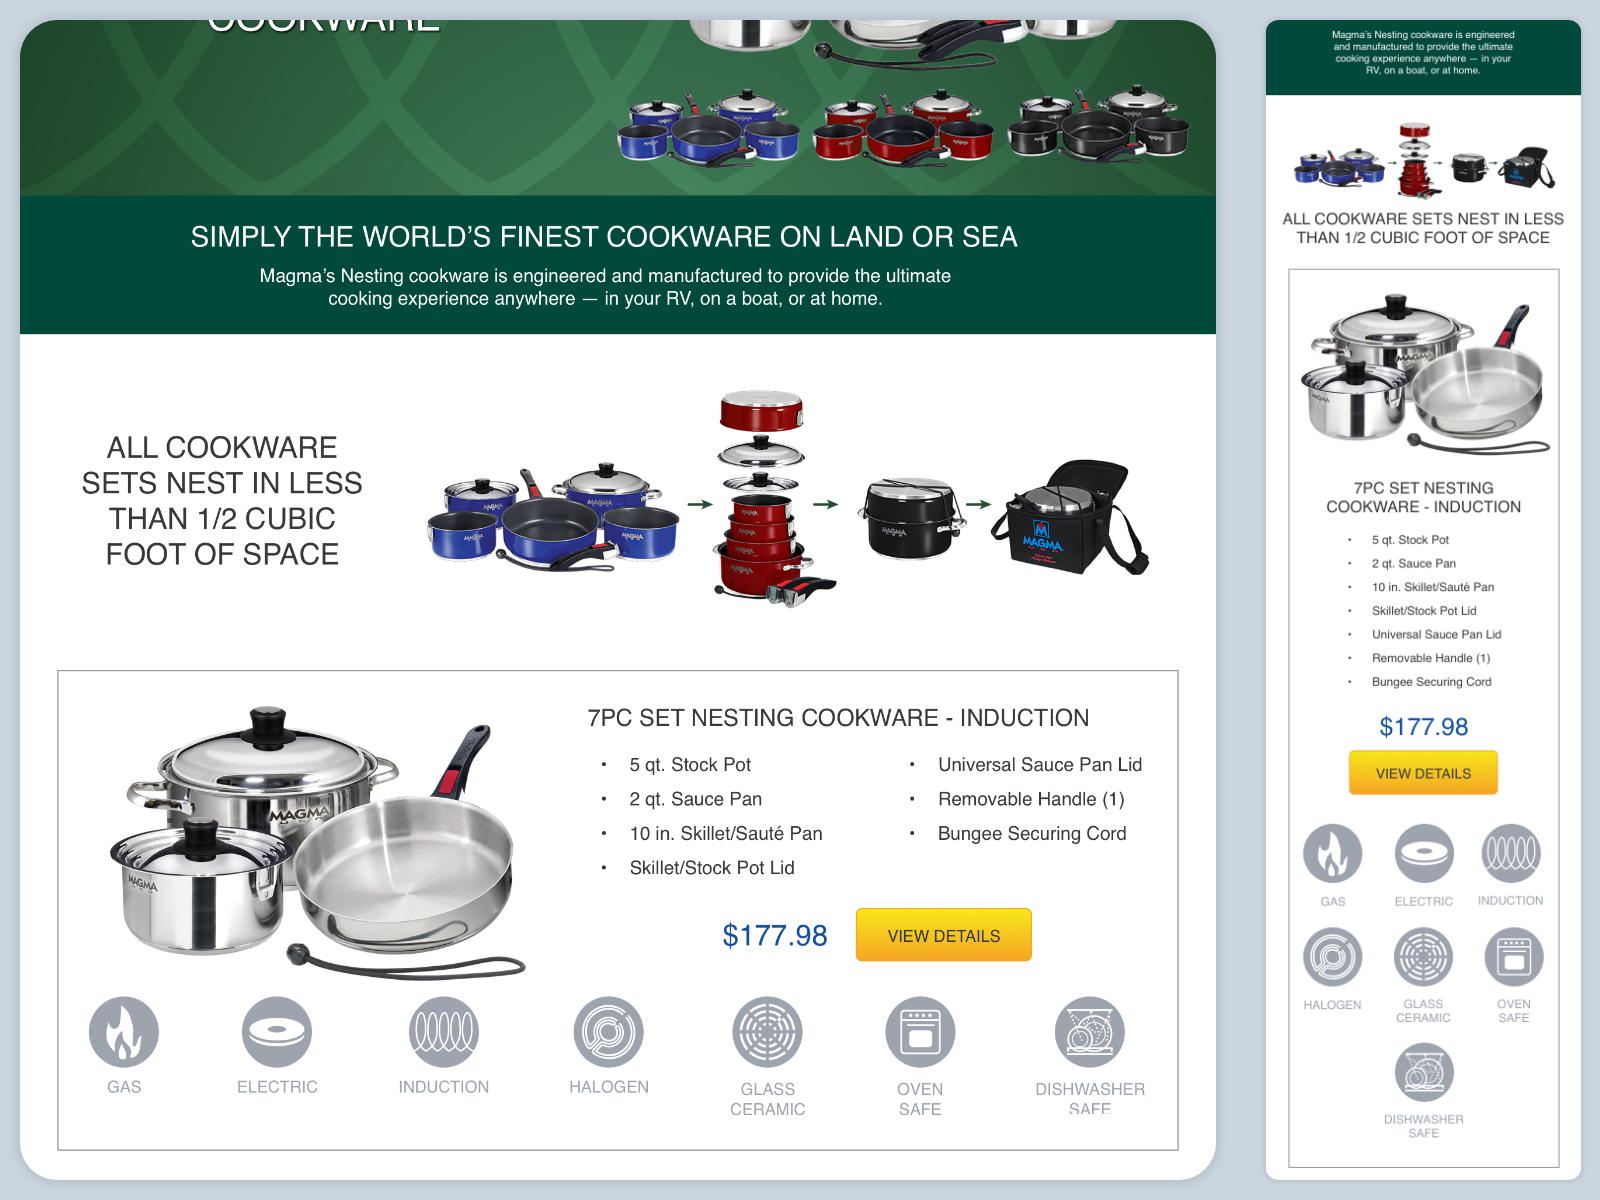 COOKWARE
SIMPLY THE WORLD’S FINEST COOKWARE ON LAND OR SEA
Magma’s Nesting cookware is engineered and manufactured to provide the ultimate
cooking experience anywhere — in your RV, on a boat, or at home.
ALL COOKWARE
SETS NEST IN LESS
THAN 1/2 CUBIC
FOOT OF SPACE
MAGMA
7PC SET NESTING COOKWARE - INDUCTION
• 5 qt. Stock Pot
• 2 qt. Sauce Pan
• 10 in. Skillet/Sauté Pan
• Skillet/Stock Pot Lid
• Universal Sauce Pan Lid
• Removable Handle (1)
• Bungee Securing Cord
MAGMA
MAGMA
$177.98
VIEW DETAILS
GAS
ELECTRIC
INDUCTION
HALOGEN
GLASS
CERAMIC
OVEN
SAFE
DISHWASHER
SAFE
Magma’s Nesting cookware is engineered
and manufactured to provide the ultimate
cooking experience anywhere — in your
RV, on a boat, or at home.
ALL COOKWARE SETS NEST IN LESS
THAN 1/2 CUBIC FOOT OF SPACE
MAGMA
MAGMA
7PC SET NESTING
COOKWARE - INDUCTION
• 5 qt. Stock Pot
• 2 qt. Sauce Pan
• 10 in. Skillet/Sauté Pan
• Skillet/Stock Pot Lid
• Universal Sauce Pan Lid
• Removable Handle (1)
• Bungee Securing Cord
$177.98
VIEW DETAILS
GAS
ELECTRIC
INDUCTION
HALOGEN
GLASS
CERAMIC
OVEN
SAFE
DISHWASHER
SAFE